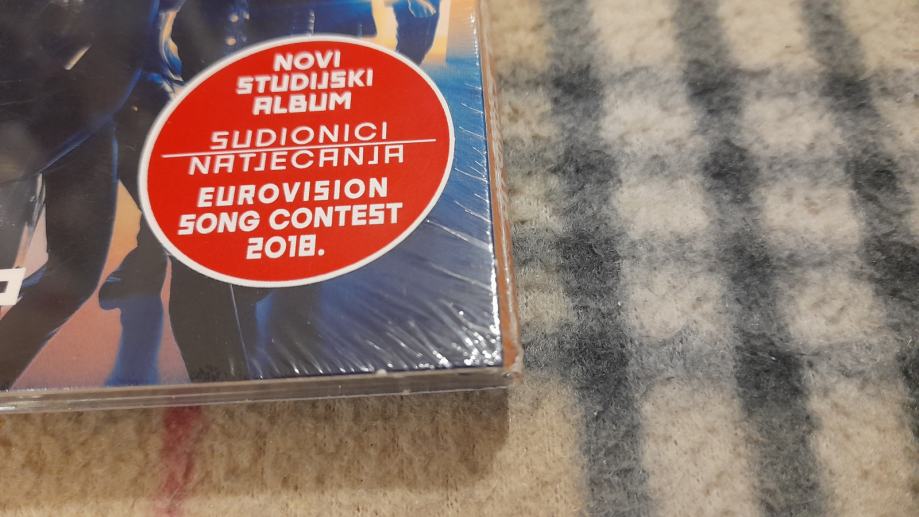 NOVI
STUDIJSKI
ALBUM
SUDIONICI
NATJECANJA
EUROVISION
SONG CONTEST
2018.